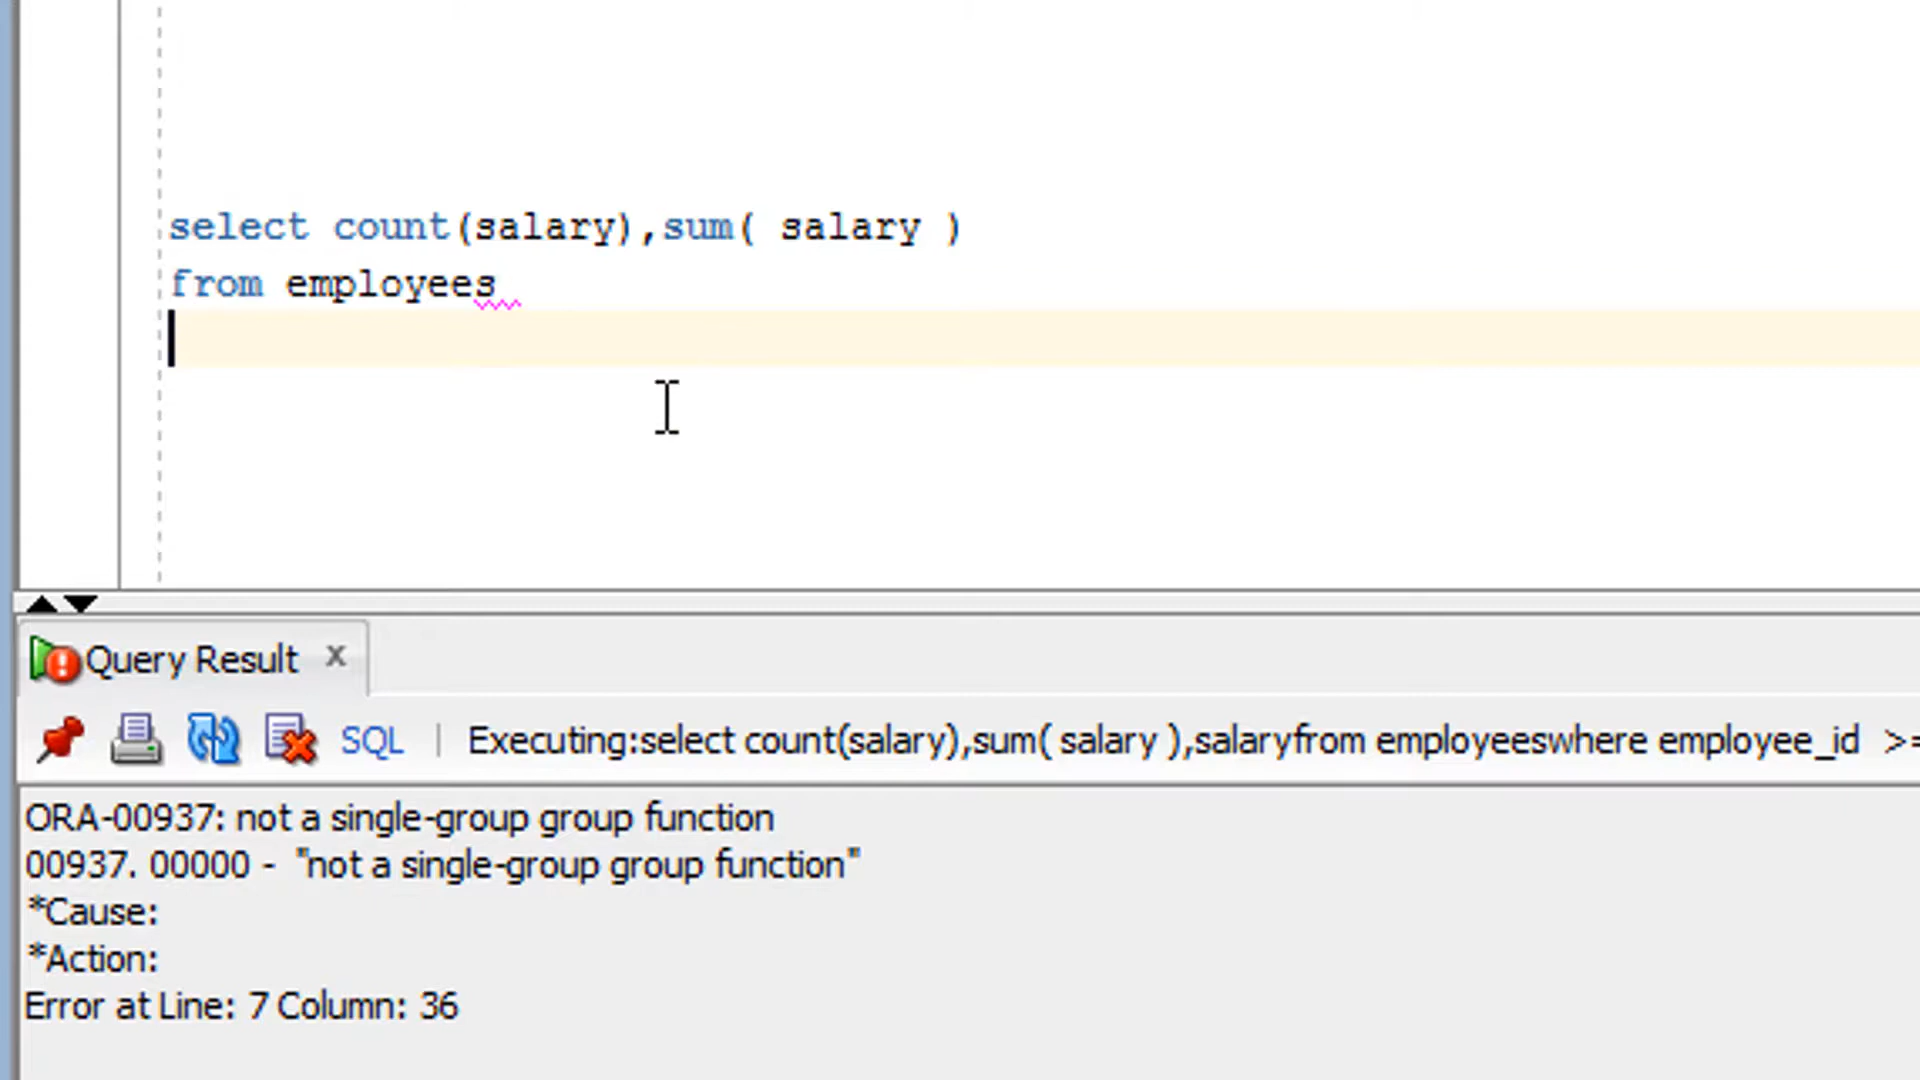 select count(salary),sum( salary )
from employees
Query Result x
SQL | Executing:select count(salary),sum( salary ),salaryfrom employeeswhere employee_id >=
ORA-00937: not a single-group group function
00937. 00000 - "not a single-group group function"
*Cause:
*Action:
Error at Line: 7 Column: 36